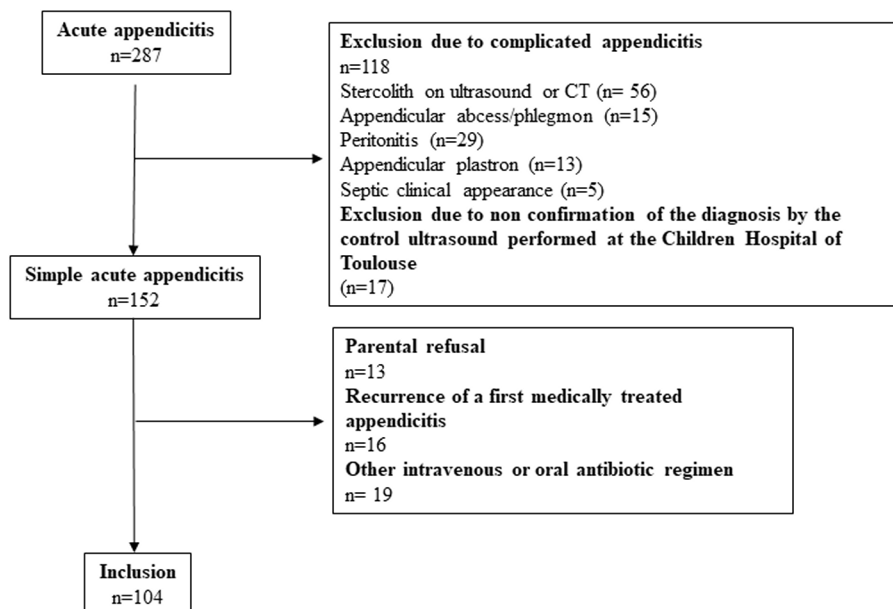 Acute appendicitis
n=287
Exclusion due to complicated appendicitis
n=118
Stercolith on ultrasound or CT (n= 56)
Appendicular abcess/phlegmon (n=15)
Peritonitis (n=29)
Appendicular plastron (n=13)
Septic clinical appearance (n=5)
Exclusion due to non confirmation of the diagnosis by the
control ultrasound performed at the Children Hospital of
Toulouse
(n=17)
Simple acute appendicitis
n=152
Parental refusal
n=13
Recurrence of a first medically treated
appendicitis
n=16
Other intravenous or oral antibiotic regimen
n= 19
Inclusion
n=104